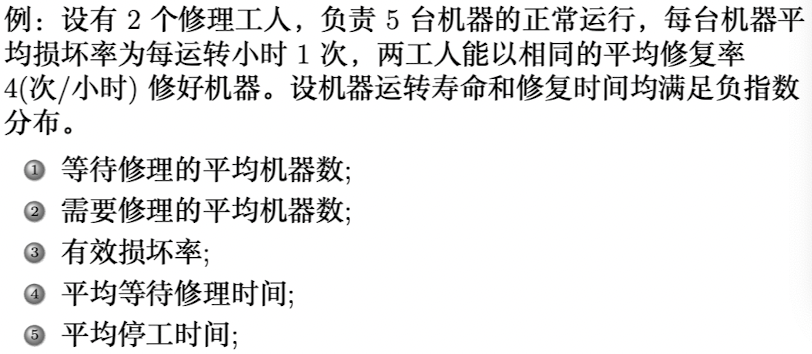 例：设有 2 个修理工人，负责 5 台机器的正常运行，每台机器平
均损坏率为每运转小时 1 次，两工人能以相同的平均修复率
4(次/小时) 修好机器。设机器运转寿命和修复时间均满足负指数
分布。
1 等待修理的平均机器数;
2 需要修理的平均机器数;
3 有效损坏率;
4 平均等待修理时间;
5 平均停工时间;